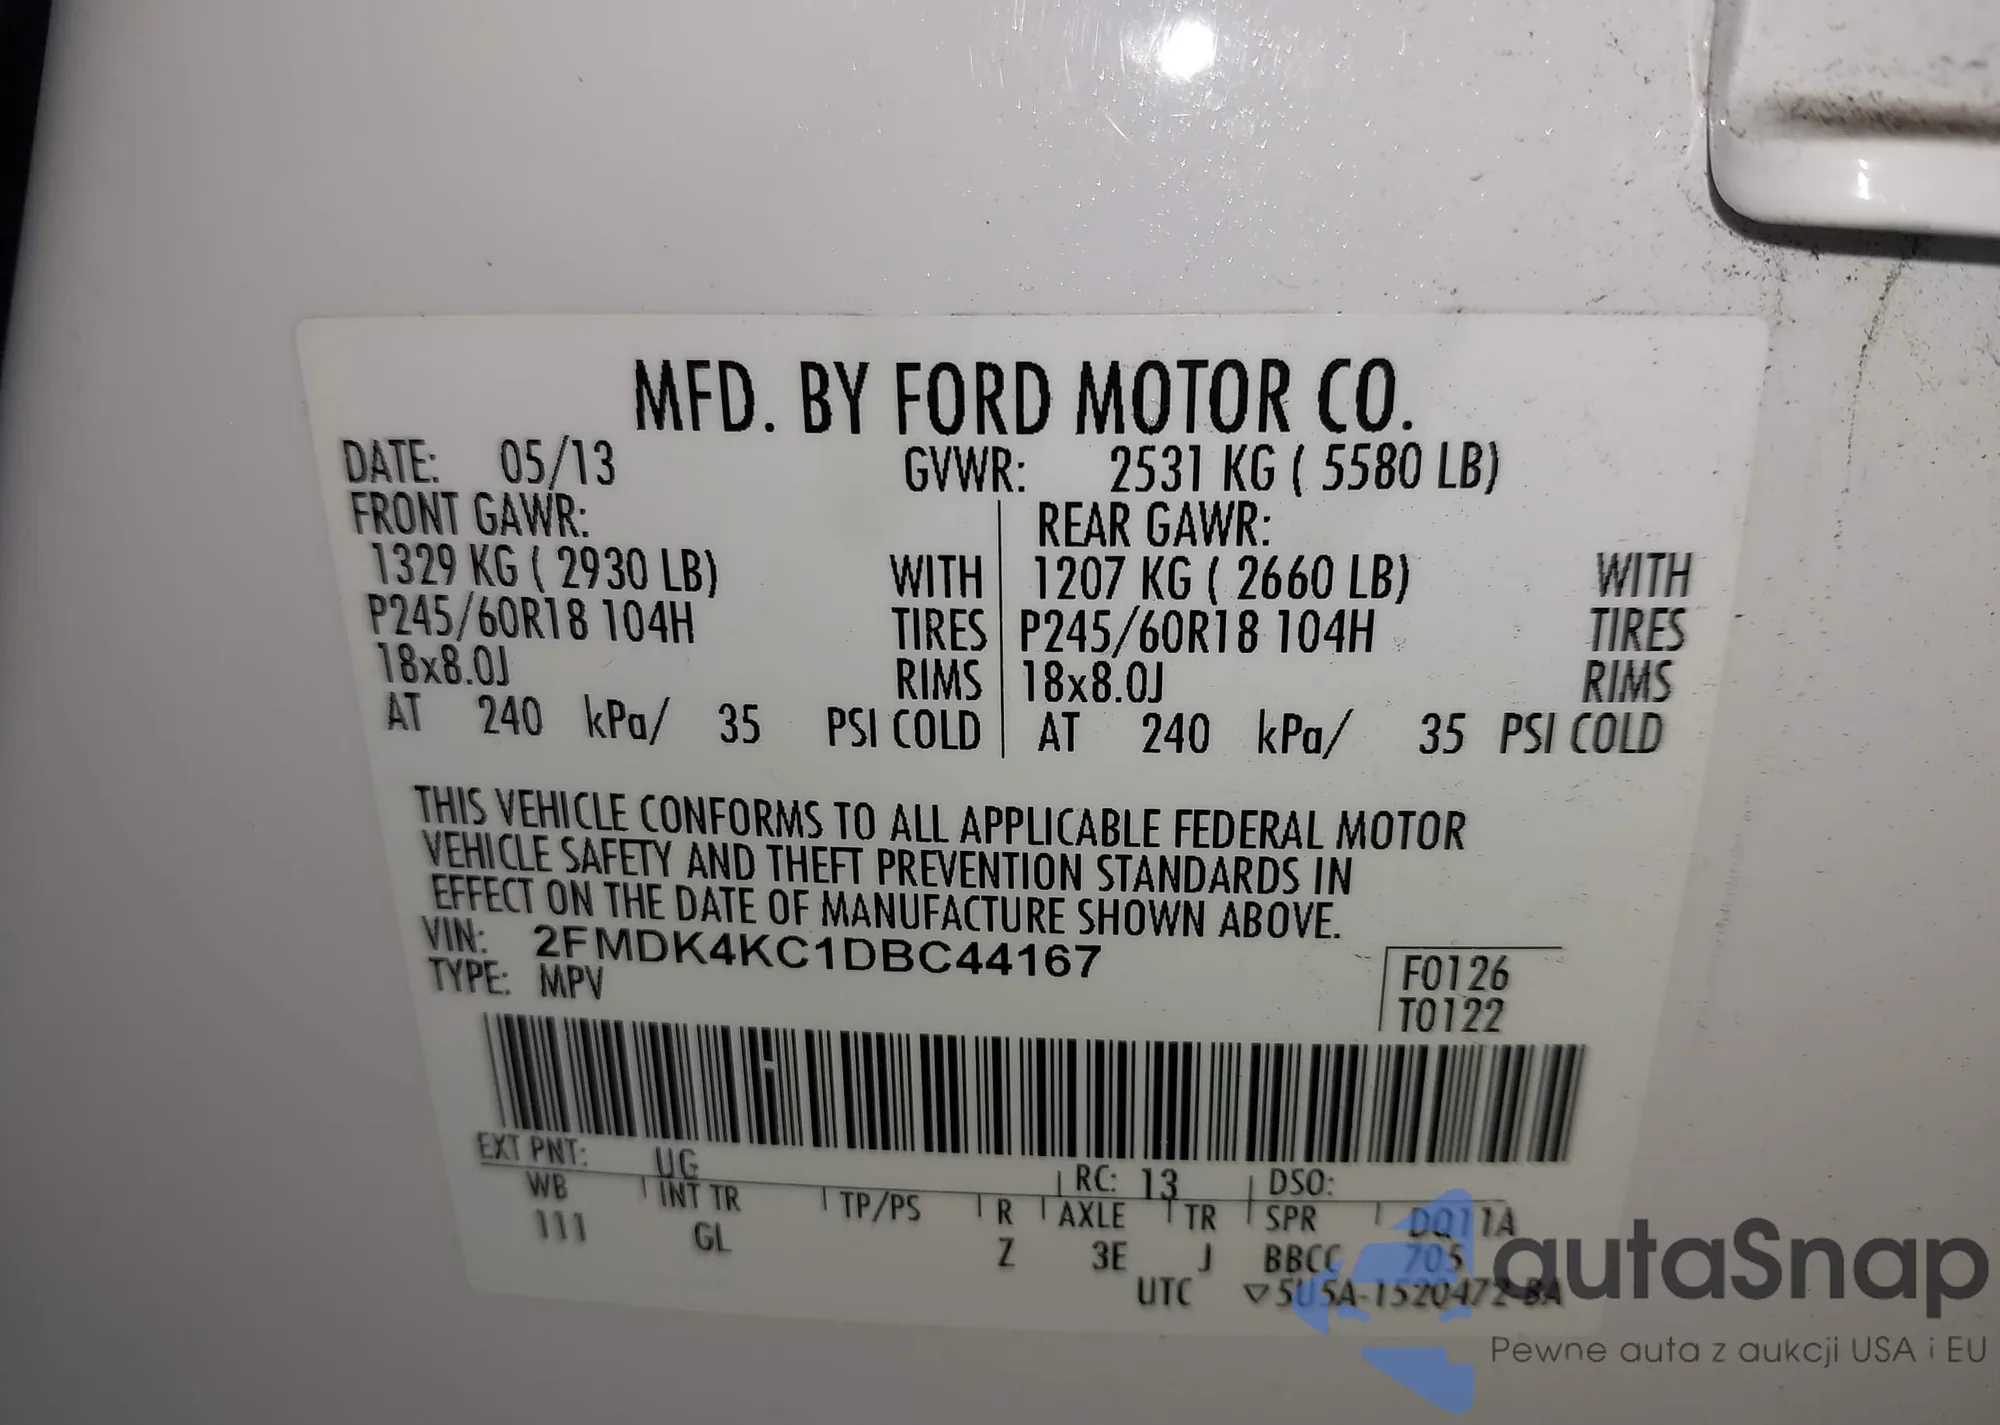 MFD. BY FORD MOTOR CO.
DATE: 05/13 GVWR: 2531 KG ( 5580 LB)
FRONT GAWR: REAR GAWR:
1329 KG ( 2930 LB) WITH 1207 KG ( 2660 LB) WITH
P245/60R18 104H TIRES P245/60R18 104H TIRES
18x8.0J RIMS 18x8.0J RIMS
AT 240 kPa/ 35 PSI COLD AT 240 kPa/ 35 PSI COLD
THIS VEHICLE CONFORMS TO ALL APPLICABLE FEDERAL MOTOR
VEHICLE SAFETY AND THEFT PREVENTION STANDARDS IN
EFFECT ON THE DATE OF MANUFACTURE SHOWN ABOVE.
VIN: 2FMDK4KC1DBC44167
TYPE: MPV
F0126
T0122
EXT PNT: UG RC: 13 DSO:
WB INT TR TP/PS R AXLE TR SPR DQ11A
111 GL Z 3E J BBCC 705
UTC ▽5U5A-1520472-BA
autaSnap
Pewne auta z aukcji USA i EU